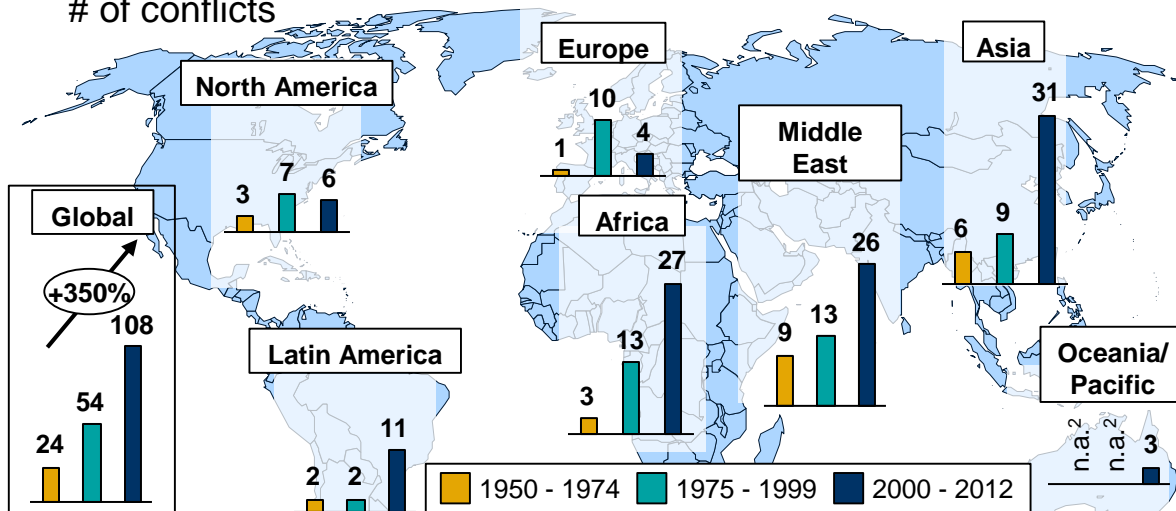 # of conflicts
North America
3
7
6
Europe
1
10
4
Asia
6
9
31
Middle
East
9
13
26
Global
+350%
24
54
108
Africa
3
13
27
Latin America
2
2
11
Oceania/
Pacific
n.a.²
n.a.²
3
1950 - 1974
1975 - 1999
2000 - 2012